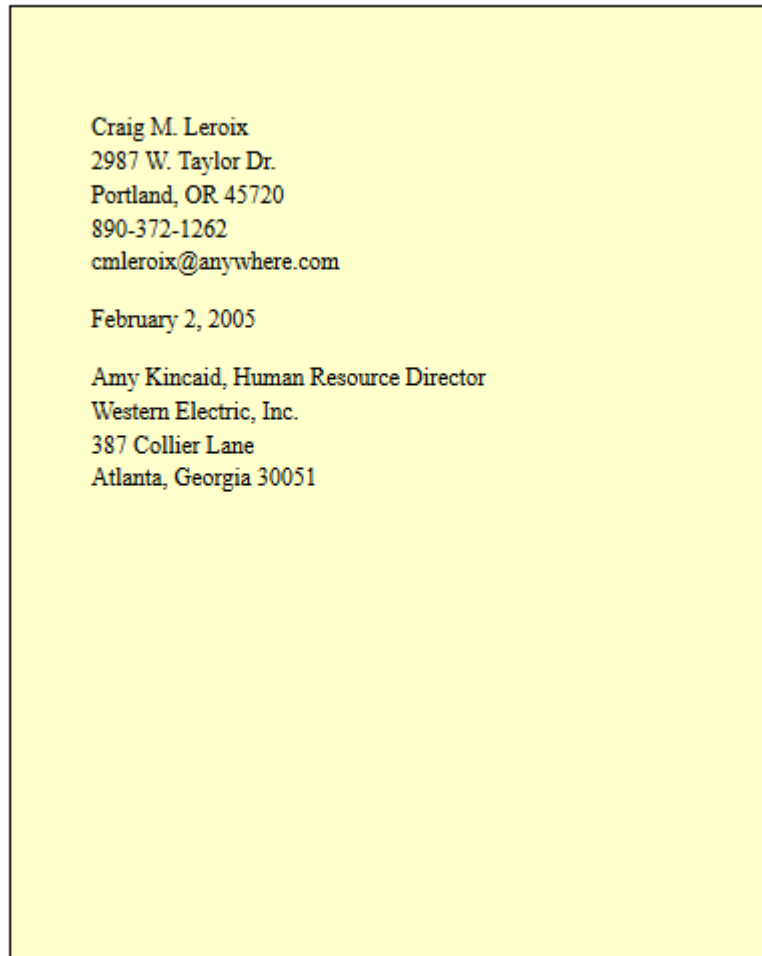 Craig M. Leroix
2987 W. Taylor Dr.
Portland, OR 45720
890-372-1262
cmleroix@anywhere.com
February 2, 2005
Amy Kincaid, Human Resource Director
Western Electric, Inc.
387 Collier Lane
Atlanta, Georgia 30051